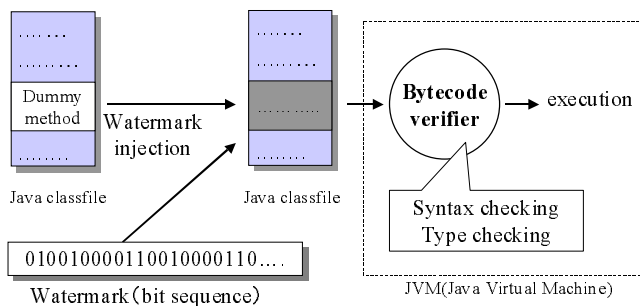 Dummy
method
Watermark
injection
Java classfile
Java classfile
010010000110010000110....
Watermark(bit sequence)
Bytecode
verifier
execution
Syntax checking
Type checking
JVM(Java Virtual Machine)